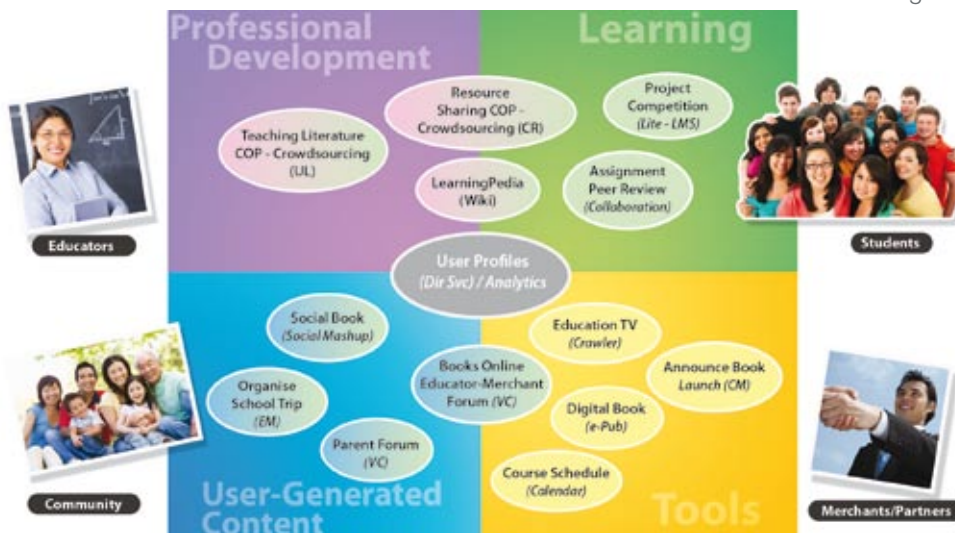 Professional
Development
Learning
Resource
Sharing COP -
Crowdsourcing (CR)
Project
Competition
(Lite - LMS)
Teaching Literature
COP - Crowdsourcing
(UL)
LearningPedia
(Wiki)
Assignment
Peer Review
(Collaboration)
Educators
Students
User Profiles
(Dir Svc) / Analytics
Social Book
(Social Mashup)
Education TV
(Crawler)
Organise
School Trip
(EM)
Books Online
Educator-Merchant
Forum (VC)
Announce Book
Launch (CM)
Digital Book
(e-Pub)
Parent Forum
(VC)
Course Schedule
(Calendar)
Community
User-Generated
Content
Tools
Merchants/Partners